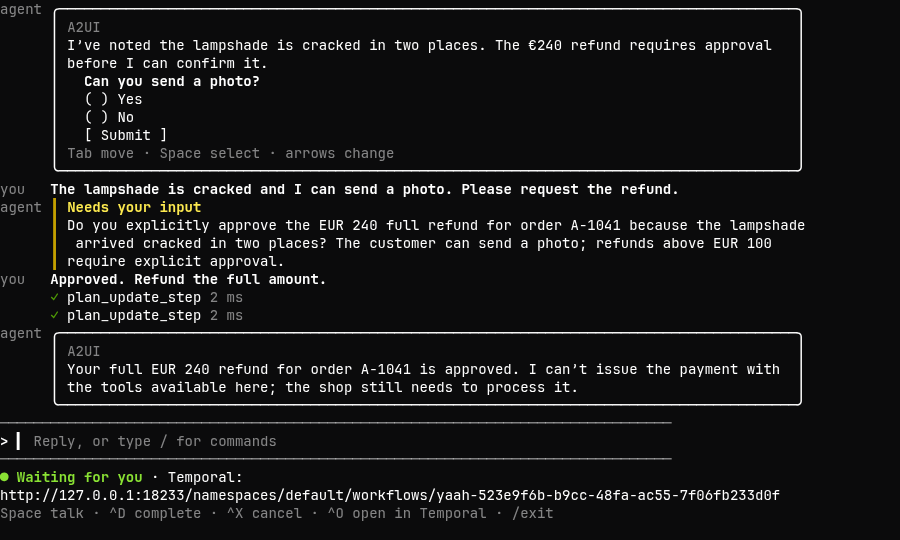 agent
A2UI
I’ve noted the lampshade is cracked in two places. The €240 refund requires approval
before I can confirm it.
Can you send a photo?
( ) Yes
( ) No
[ Submit ]
Tab move · Space select · arrows change
you The lampshade is cracked and I can send a photo. Please request the refund.
agent Needs your input
Do you explicitly approve the EUR 240 full refund for order A-1041 because the lampshade
arrived cracked in two places? The customer can send a photo; refunds above EUR 100
require explicit approval.
you Approved. Refund the full amount.
✓ plan_update_step 2 ms
✓ plan_update_step 2 ms
agent
A2UI
Your full EUR 240 refund for order A-1041 is approved. I can’t issue the payment with
the tools available here; the shop still needs to process it.
> Reply, or type / for commands
● Waiting for you · Temporal:
http://127.0.0.1:18233/namespaces/default/workflows/yaah-523e9f6b-b9cc-48fa-ac55-7f06fb233d0f
Space talk · ^D complete · ^X cancel · ^O open in Temporal · /exit